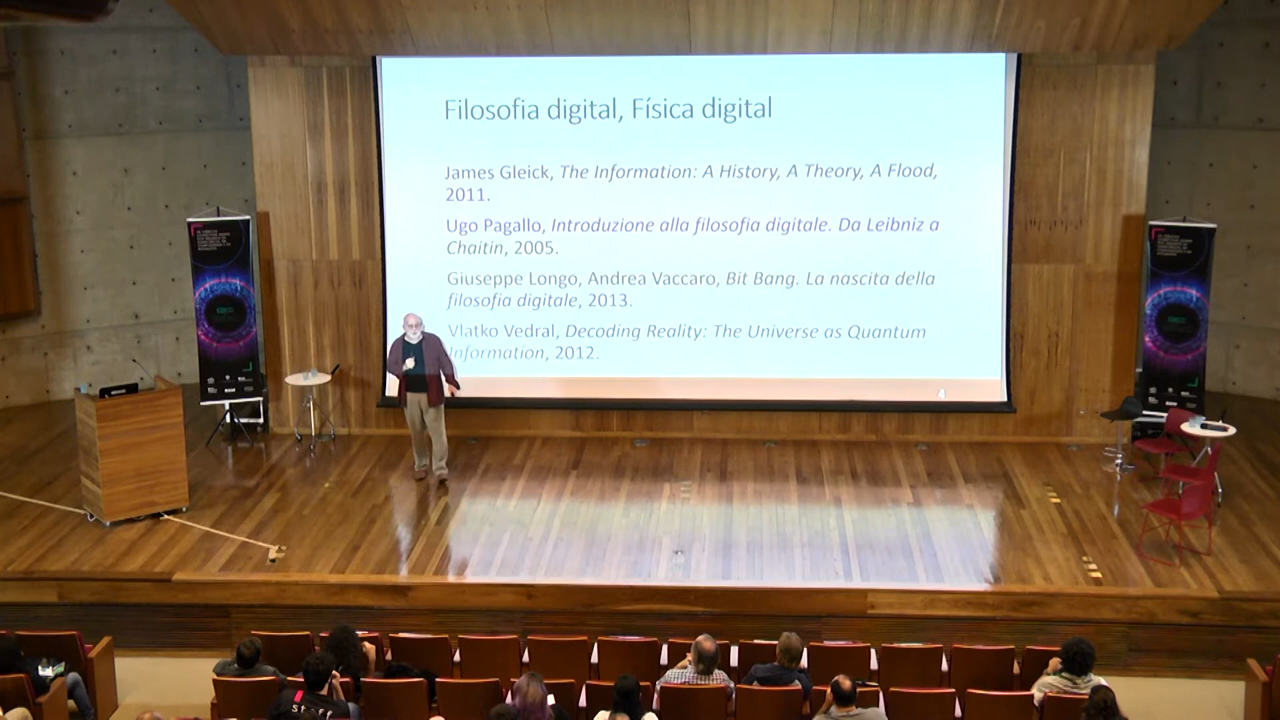 Filosofia digital, Física digital
James Gleick, The Information: A History, A Theory, A Flood,
2011.
Ugo Pagallo, Introduzione alla filosofia digitale. Da Leibniz a
Chaitin, 2005.
Giuseppe Longo, Andrea Vaccaro, Bit Bang. La nascita della
filosofia digitale, 2013.
Vlatko Vedral, Decoding Reality: The Universe as Quantum
Information, 2012.
4